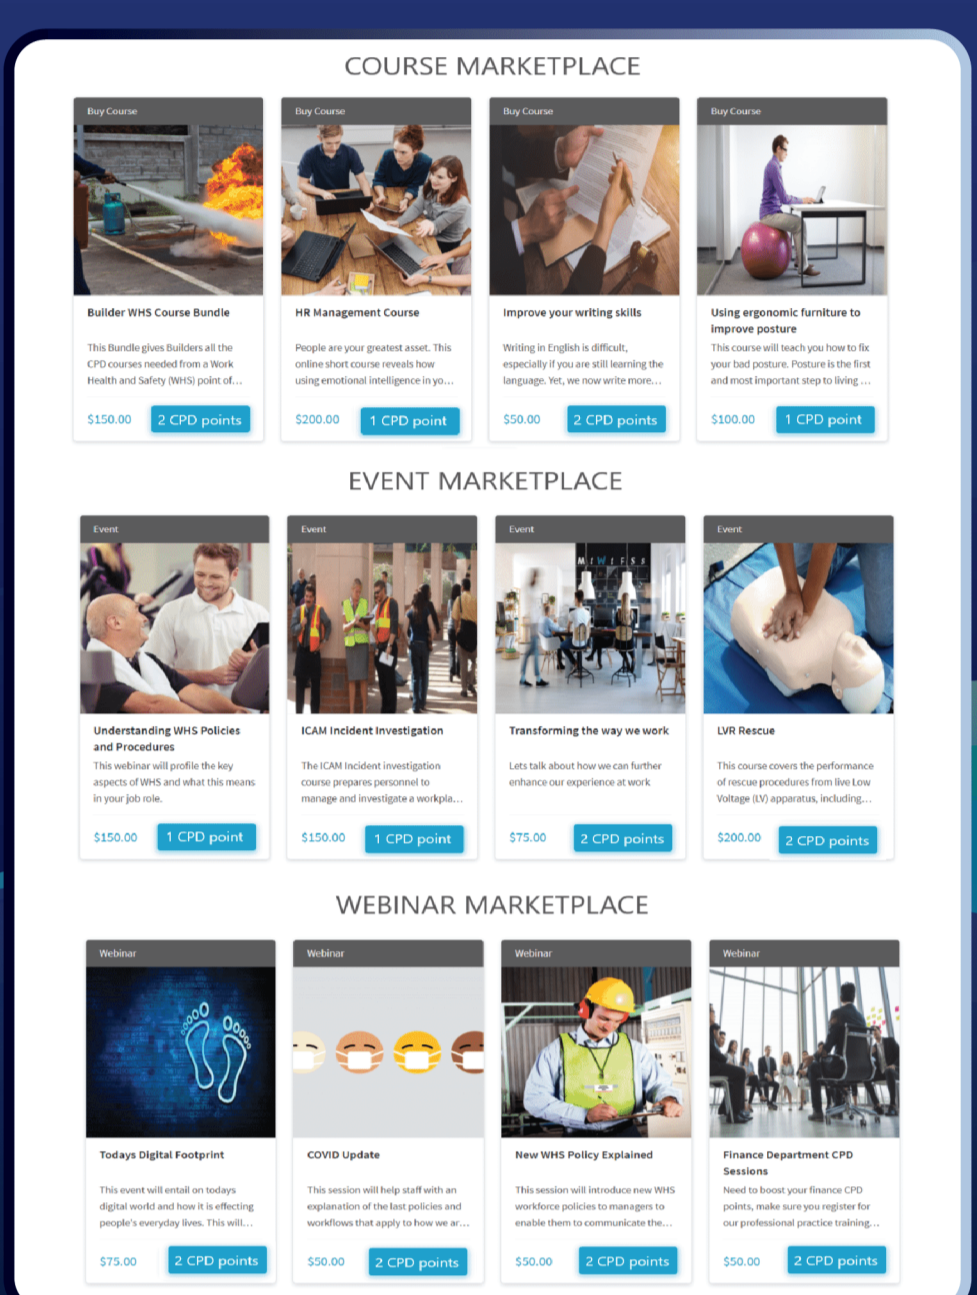 COURSE MARKETPLACE
Buy Course
Builder WHS Course Bundle
This Bundle gives Builders all the
CPD courses needed from a Work
Health and Safety (WHS) point of...
$150.00
2 CPD points
Buy Course
HR Management Course
People are your greatest asset. This
online short course reveals how
using emotional intelligence in yo...
$200.00
1 CPD point
Buy Course
Improve your writing skills
Writing in English is difficult,
especially if you are still learning the
language. Yet, we now write more...
$50.00
2 CPD points
Buy Course
Using ergonomic furniture to
improve posture
This course will teach you how to fix
your bad posture. Posture is the first
and most important step to living ...
$100.00
1 CPD point
EVENT MARKETPLACE
Event
Understanding WHS Policies
and Procedures
This webinar will profile the key
aspects of WHS and what this means
in your job role.
$150.00
1 CPD point
Event
ICAM Incident Investigation
The ICAM Incident investigation
course prepares personnel to
manage and investigate a workpla...
$150.00
1 CPD point
Event
Transforming the way we work
Lets talk about how we can further
enhance our experience at work
$75.00
2 CPD points
Event
LVR Rescue
This course covers the performance
of rescue procedures from live Low
Voltage (LV) apparatus, including...
$200.00
2 CPD points
WEBINAR MARKETPLACE
Webinar
Todays Digital Footprint
This event will entail on todays
digital world and how it is effecting
people's everyday lives. This will...
$75.00
2 CPD points
Webinar
COVID Update
This session will help staff with an
explanation of the last policies and
workflows that apply to how we ar...
$50.00
2 CPD points
Webinar
New WHS Policy Explained
This session will introduce new WHS
workforce policies to managers to
enable them to communicate the...
$50.00
2 CPD points
Webinar
Finance Department CPD
Sessions
Need to boost your finance CPD
points, make sure you register for
our professional practice training...
$50.00
2 CPD points